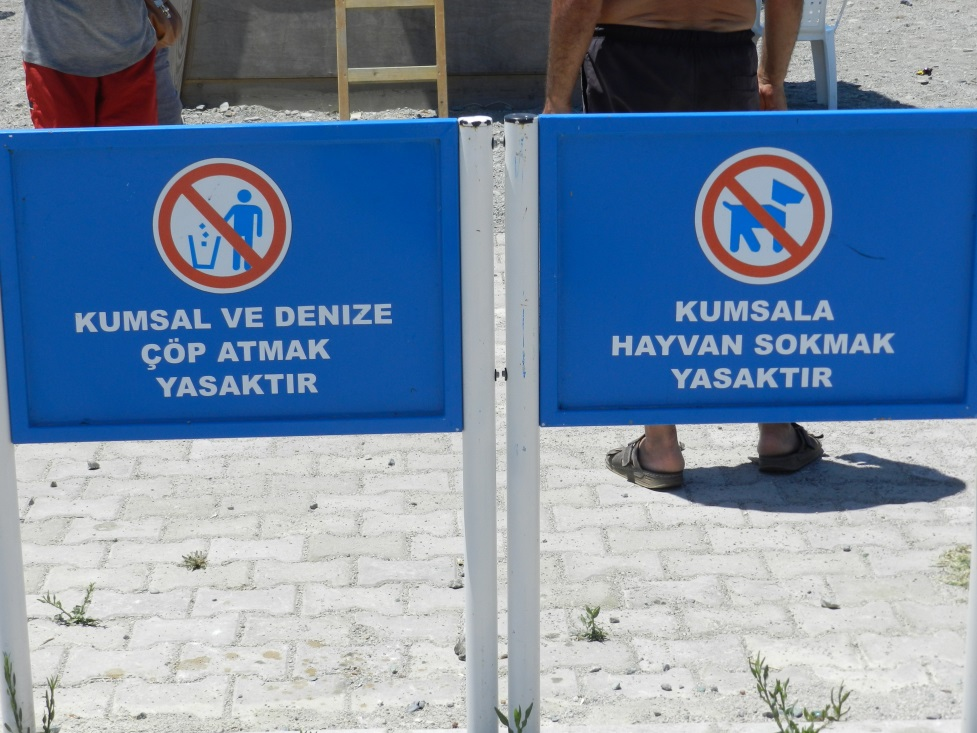 KUMSAL VE DENIZE
ÇÖP ATMAK
YASAKTIR
KUMSALA
HAYVAN SOKMAK
YASAKTIR